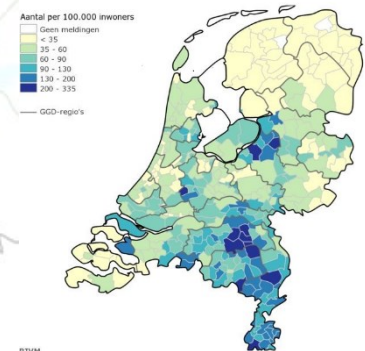 Aantal per 100.000 inwoners
Geen meldingen
< 35
35 - 60
60 - 90
90 - 130
130 - 200
200 - 335
GGD-regio's